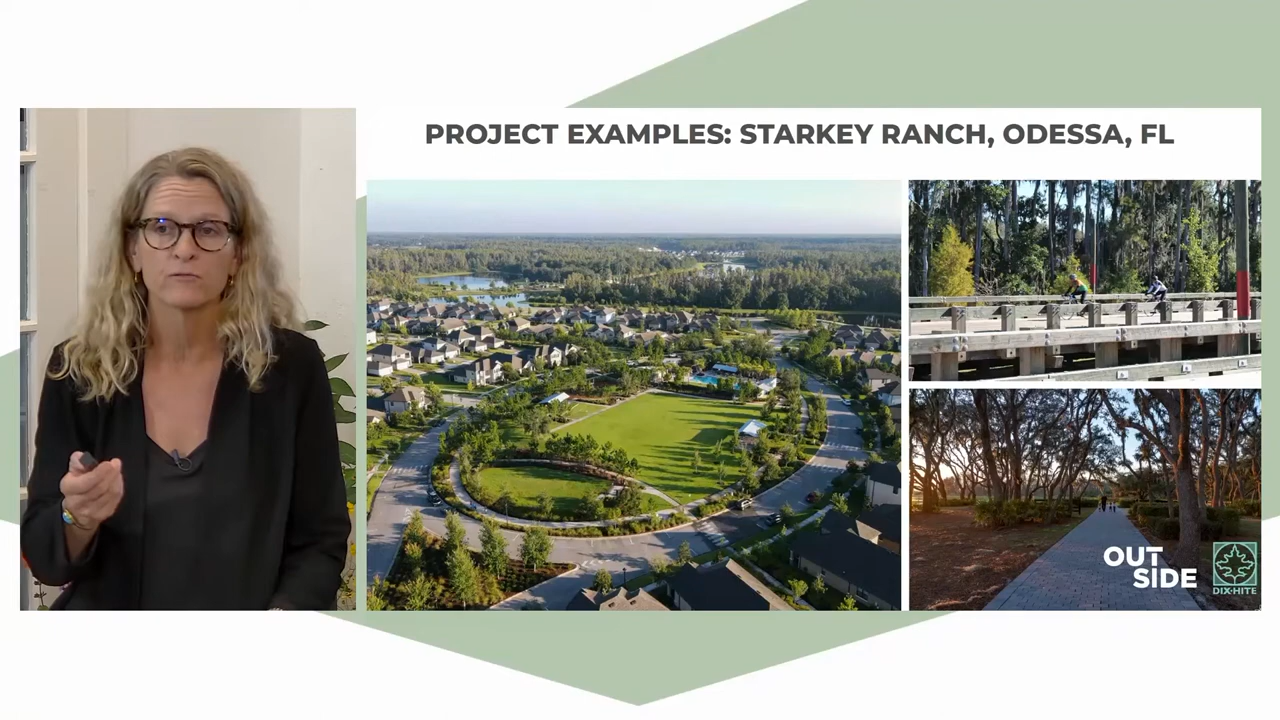 PROJECT EXAMPLES: STARKEY RANCH, ODESSA, FL
OUT
SIDE
DIX•HITE